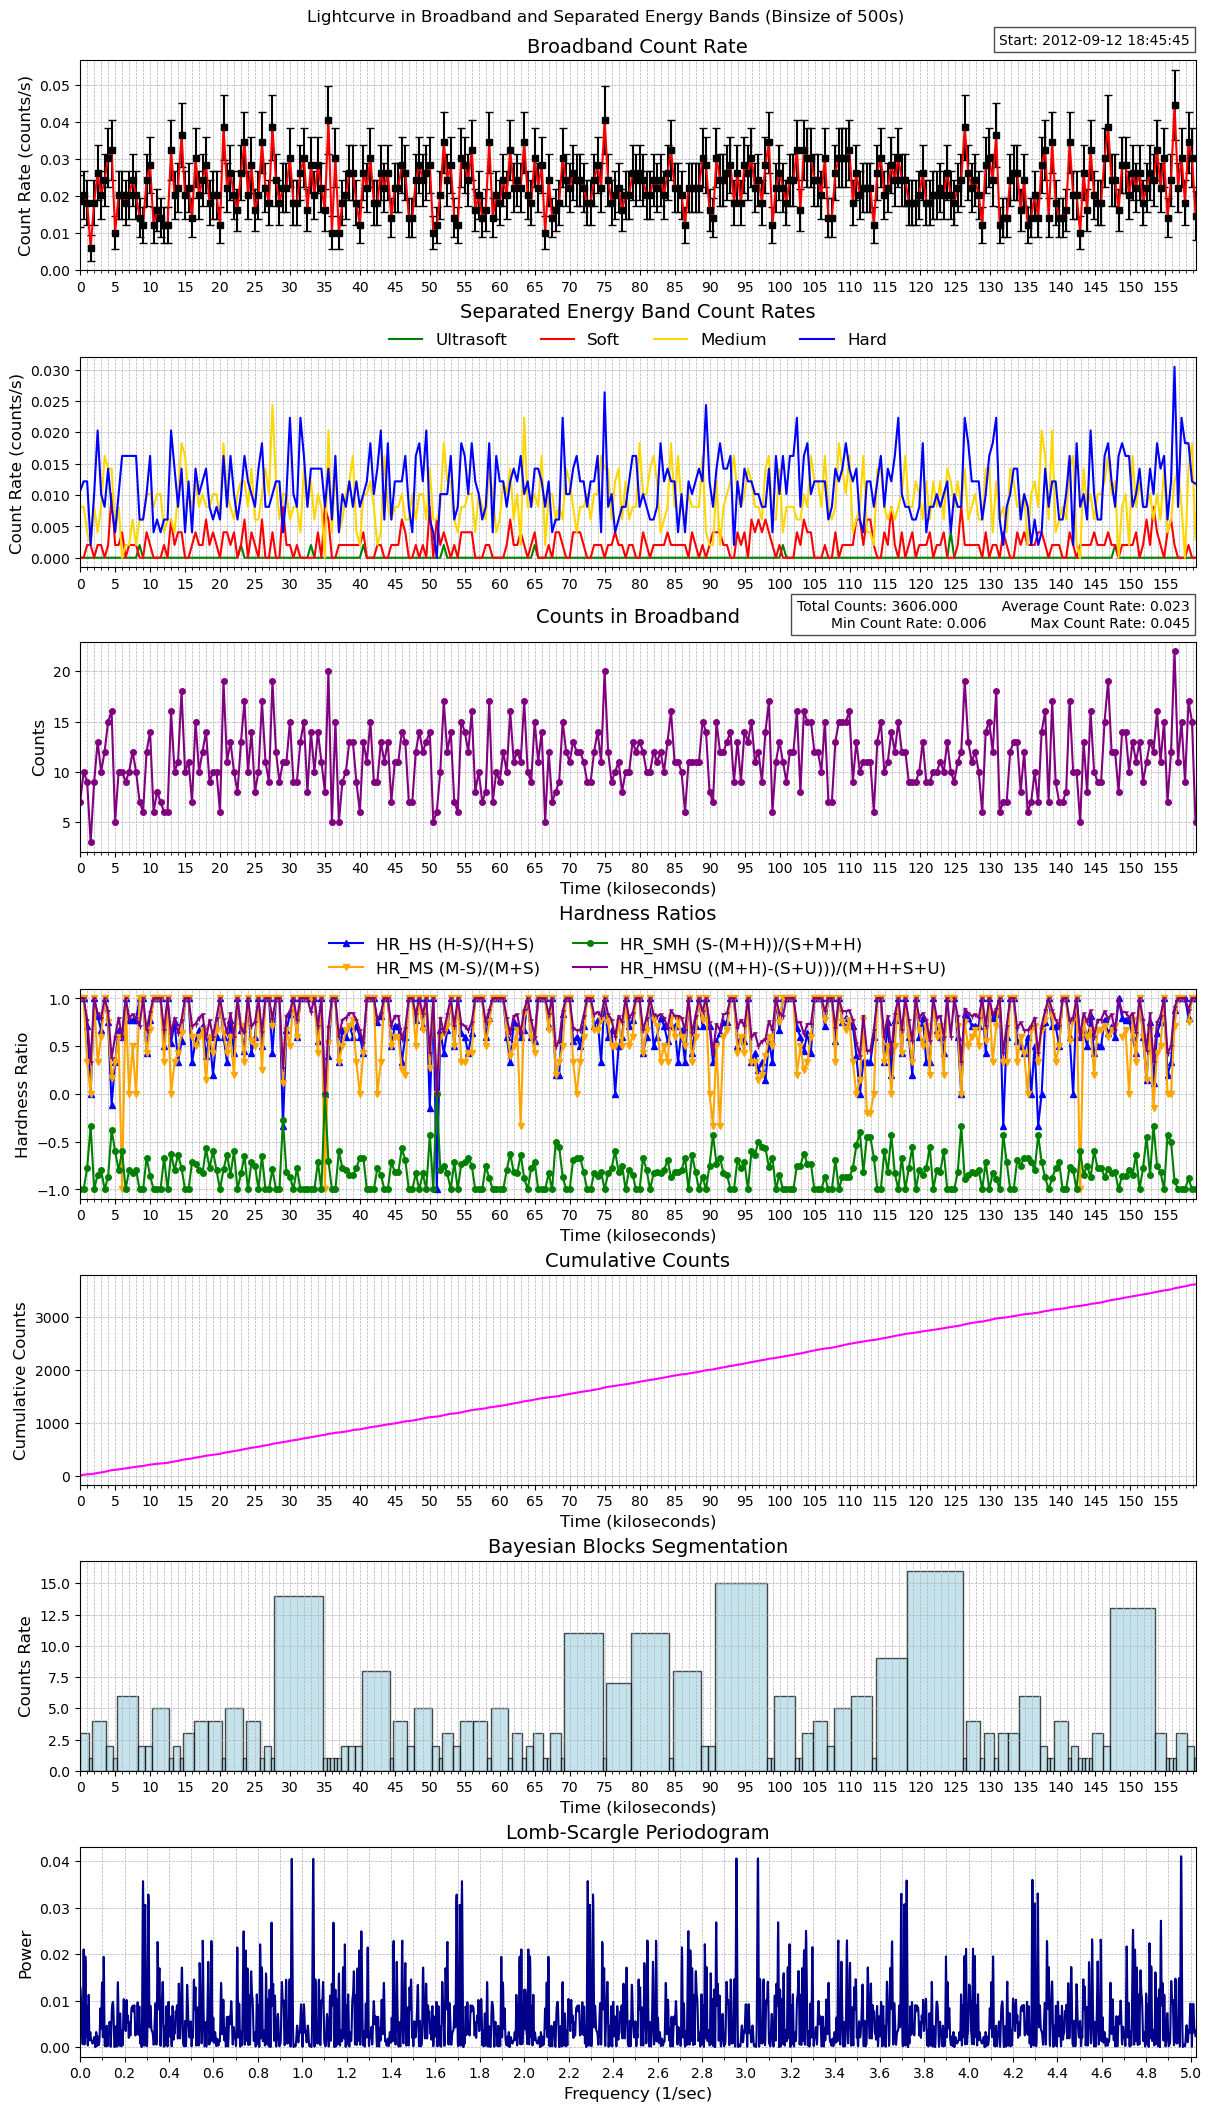 Lightcurve in Broadband and Separated Energy Bands (Binsize of 500s)
Start: 2012-09-12 18:45:45
Broadband Count Rate
Count Rate (counts/s)
0.05
0.04
0.03
0.02
0.01
0.00
0 5 10 15 20 25 30 35 40 45 50 55 60 65 70 75 80 85 90 95 100 105 110 115 120 125 130 135 140 145 150 155
Separated Energy Band Count Rates
Ultrasoft Soft Medium Hard
Count Rate (counts/s)
0.030
0.025
0.020
0.015
0.010
0.005
0.000
0 5 10 15 20 25 30 35 40 45 50 55 60 65 70 75 80 85 90 95 100 105 110 115 120 125 130 135 140 145 150 155
Counts in Broadband
Total Counts: 3606.000 Average Count Rate: 0.023
Min Count Rate: 0.006 Max Count Rate: 0.045
Counts
20
15
10
5
0 5 10 15 20 25 30 35 40 45 50 55 60 65 70 75 80 85 90 95 100 105 110 115 120 125 130 135 140 145 150 155
Time (kiloseconds)
Hardness Ratios
HR_HS (H-S)/(H+S) HR_SMH (S-(M+H))/(S+M+H)
HR_MS (M-S)/(M+S) HR_HMSU ((M+H)-(S+U)))/(M+H+S+U)
Hardness Ratio
1.0
0.5
0.0
−0.5
−1.0
0 5 10 15 20 25 30 35 40 45 50 55 60 65 70 75 80 85 90 95 100 105 110 115 120 125 130 135 140 145 150 155
Time (kiloseconds)
Cumulative Counts
Cumulative Counts
3000
2000
1000
0
0 5 10 15 20 25 30 35 40 45 50 55 60 65 70 75 80 85 90 95 100 105 110 115 120 125 130 135 140 145 150 155
Time (kiloseconds)
Bayesian Blocks Segmentation
Counts Rate
15.0
12.5
10.0
7.5
5.0
2.5
0.0
0 5 10 15 20 25 30 35 40 45 50 55 60 65 70 75 80 85 90 95 100 105 110 115 120 125 130 135 140 145 150 155
Time (kiloseconds)
Lomb-Scargle Periodogram
Power
0.04
0.03
0.02
0.01
0.00
0.0 0.2 0.4 0.6 0.8 1.0 1.2 1.4 1.6 1.8 2.0 2.2 2.4 2.6 2.8 3.0 3.2 3.4 3.6 3.8 4.0 4.2 4.4 4.6 4.8 5.0
Frequency (1/sec)